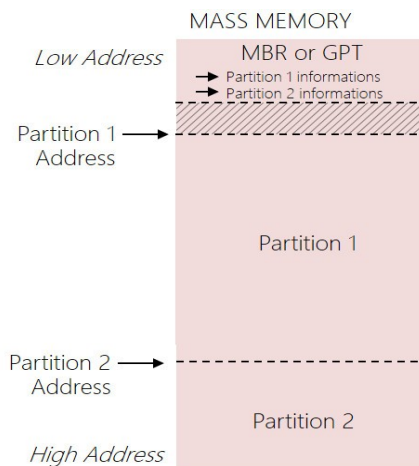 MASS MEMORY
Low Address
MBR or GPT
Partition 1 informations
Partition 2 informations
Partition 1
Address
Partition 1
Partition 2
Address
Partition 2
High Address